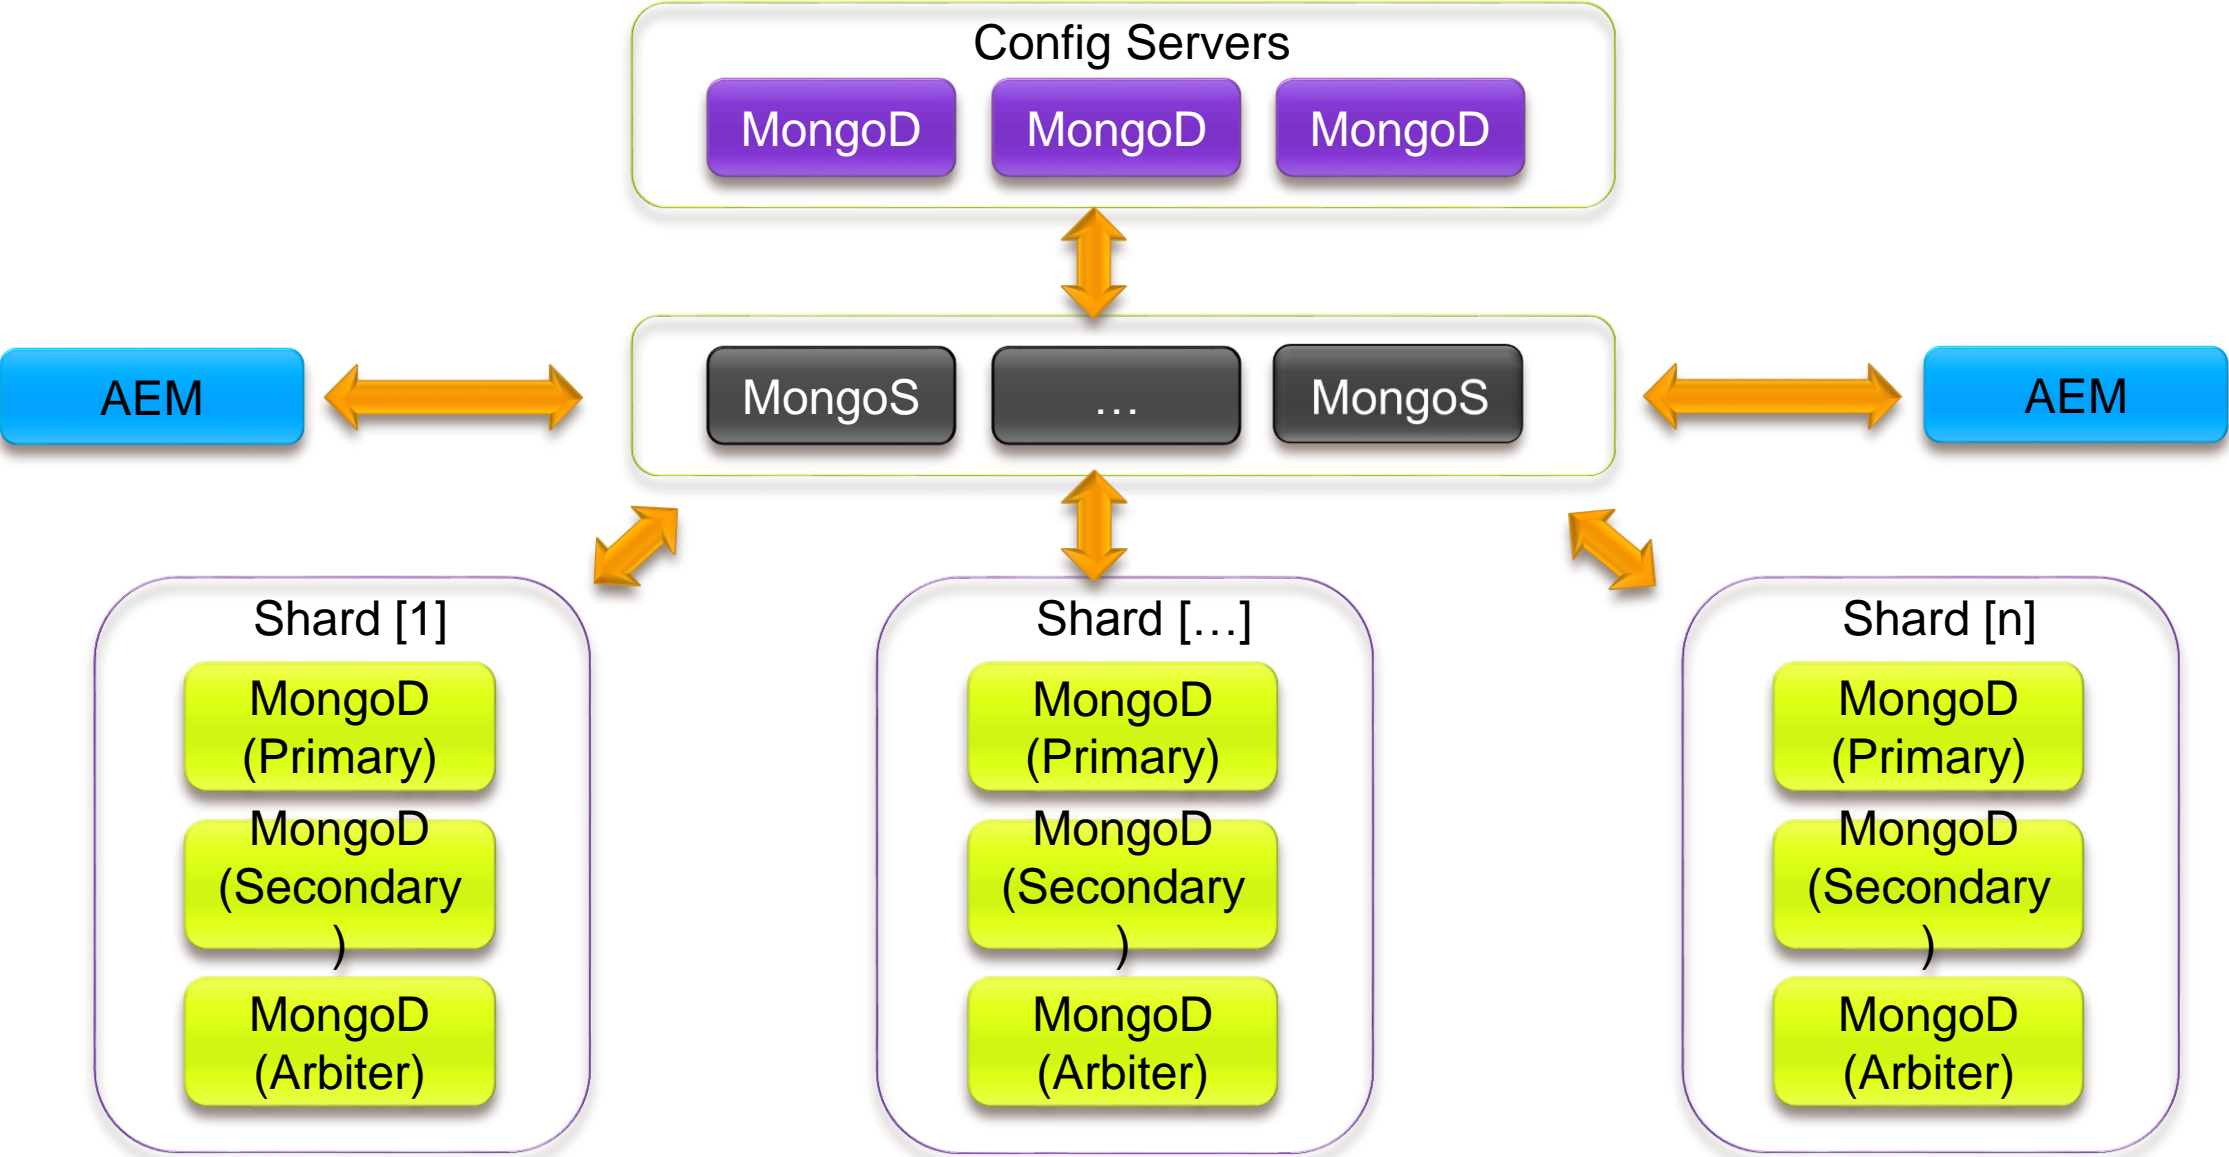 Config Servers
MongoD
MongoD
MongoD
AEM
MongoS
…
MongoS
AEM
Shard [1]
MongoD
(Primary)
MongoD
(Secondary
)
MongoD
(Arbiter)
Shard […]
MongoD
(Primary)
MongoD
(Secondary
)
MongoD
(Arbiter)
Shard [n]
MongoD
(Primary)
MongoD
(Secondary
)
MongoD
(Arbiter)